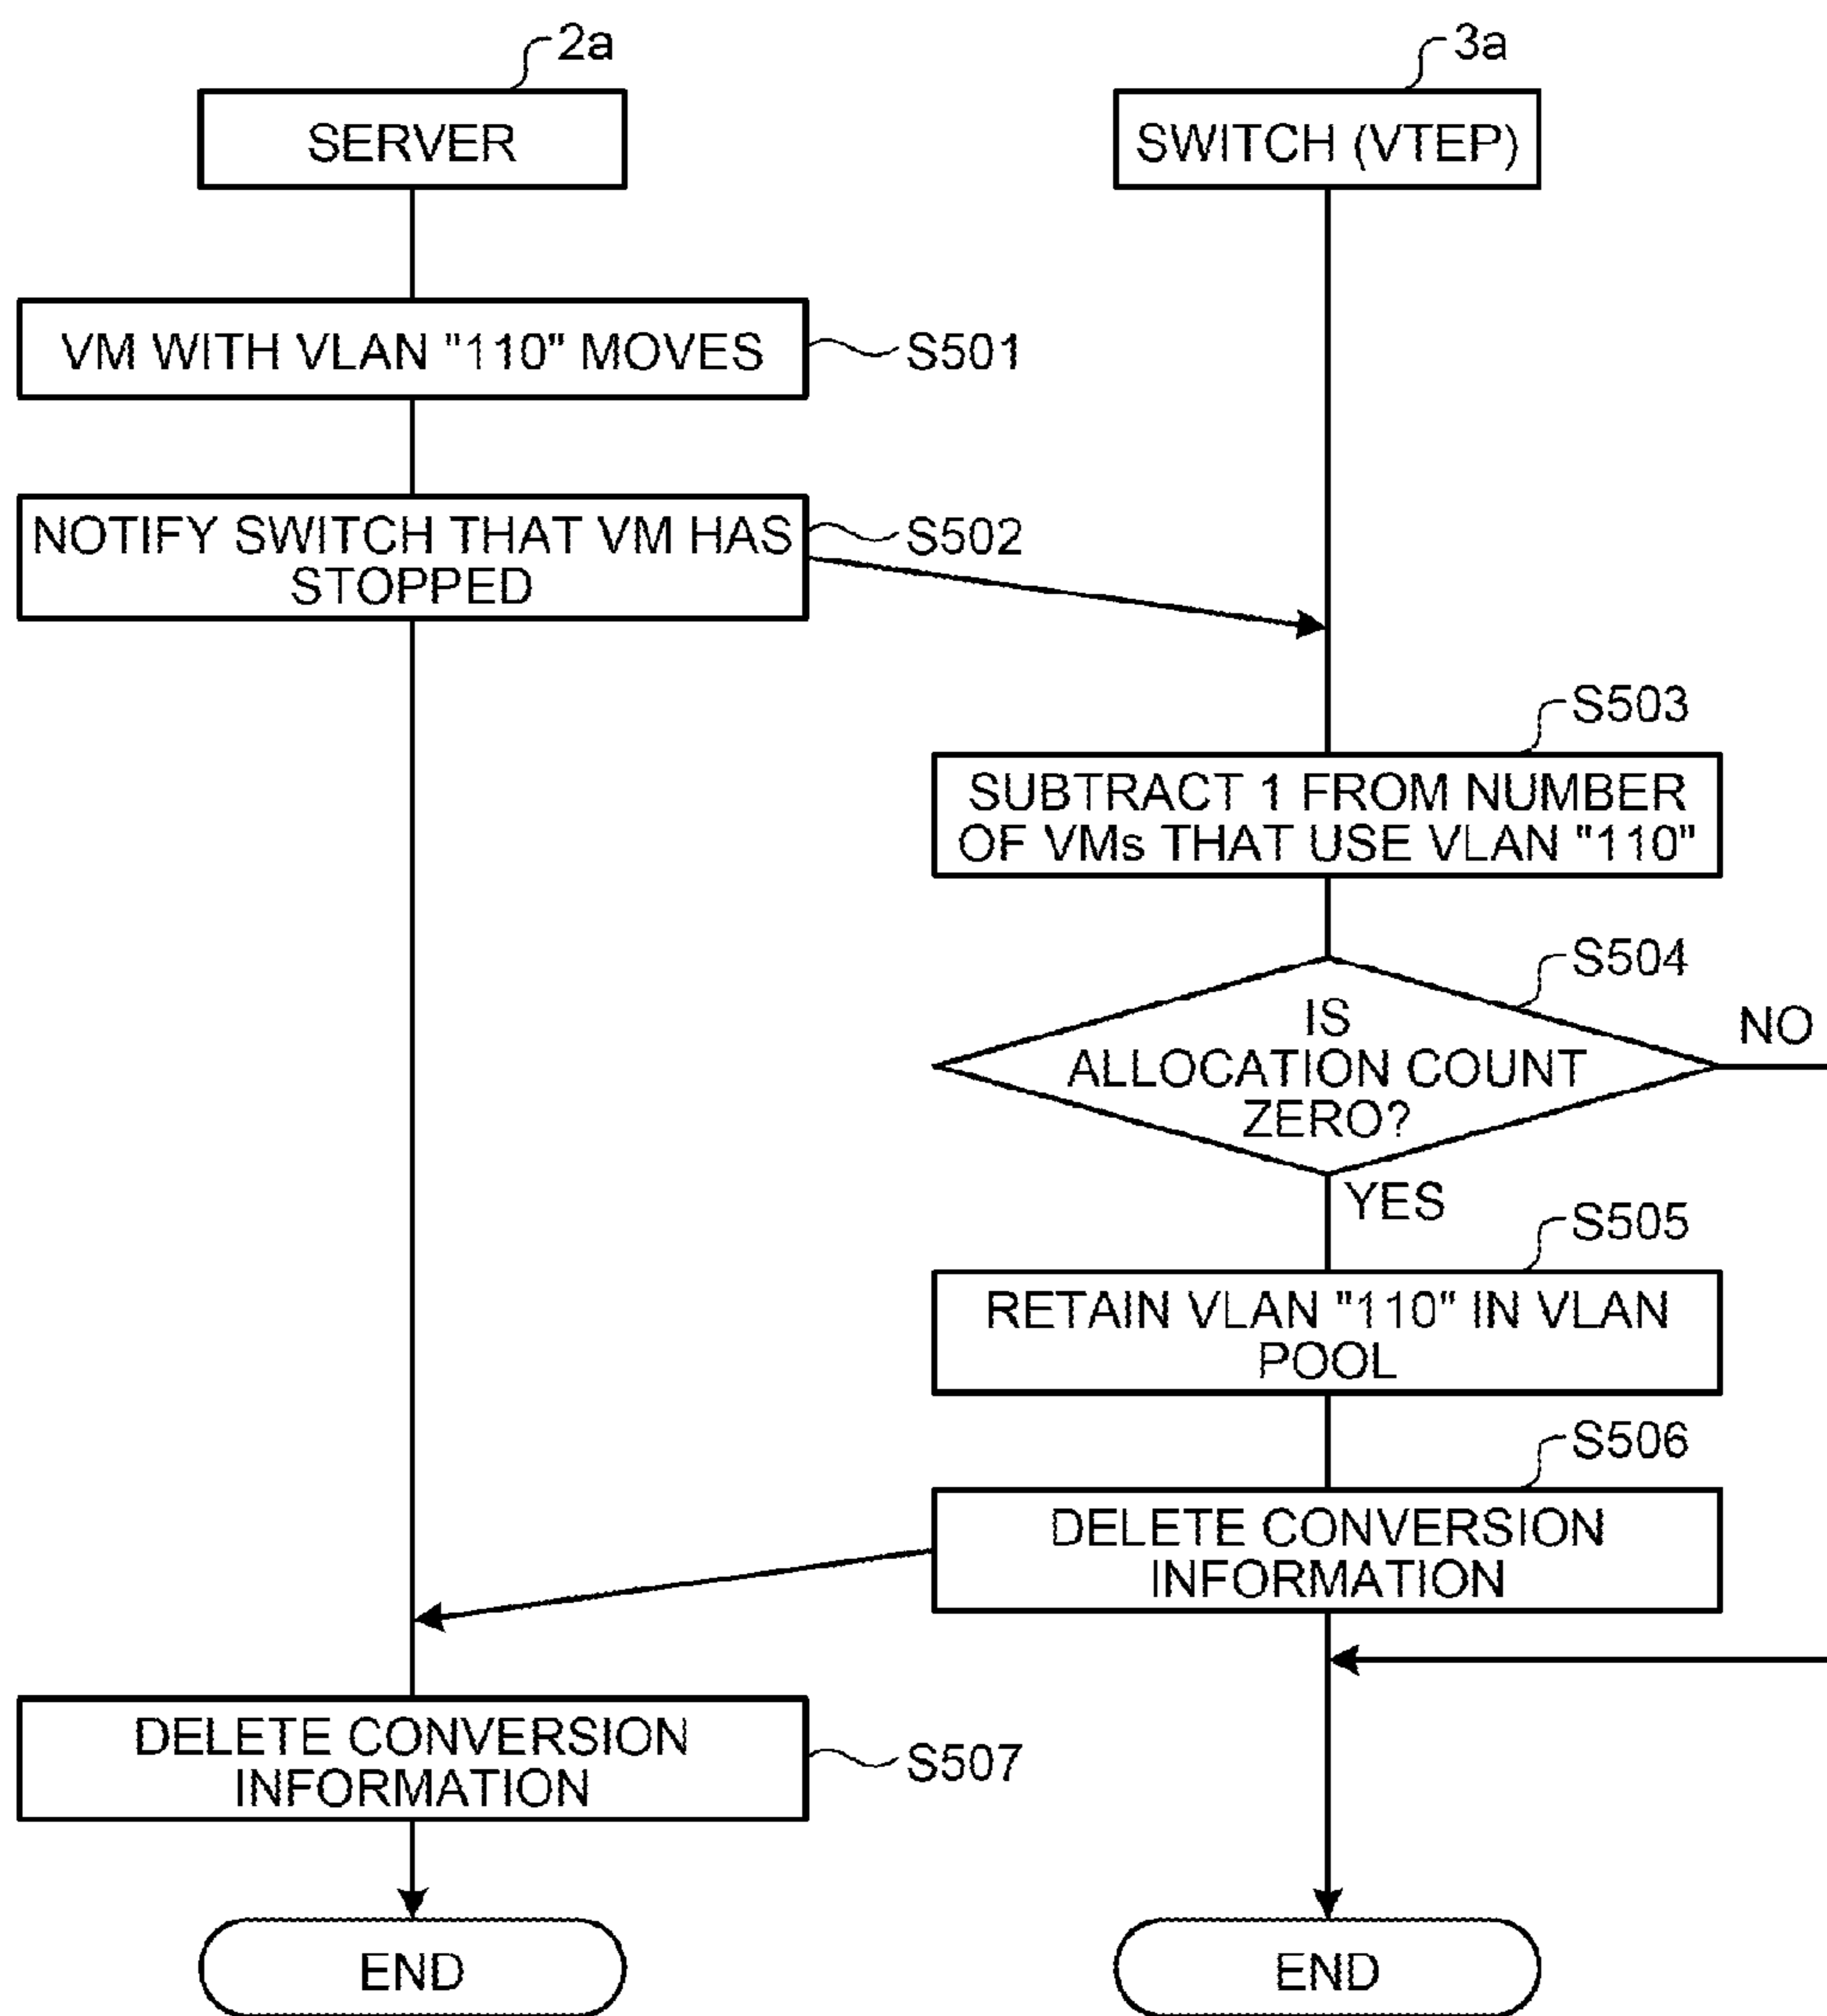 2a
3a
SERVER
SWITCH (VTEP)
VM WITH VLAN "110" MOVES
S501
NOTIFY SWITCH THAT VM HAS
STOPPED
S502
S503
SUBTRACT 1 FROM NUMBER
OF VMs THAT USE VLAN "110"
S504
IS
ALLOCATION COUNT
ZERO?
NO
YES
S505
RETAIN VLAN "110" IN VLAN
POOL
S506
DELETE CONVERSION
INFORMATION
DELETE CONVERSION
INFORMATION
S507
END
END